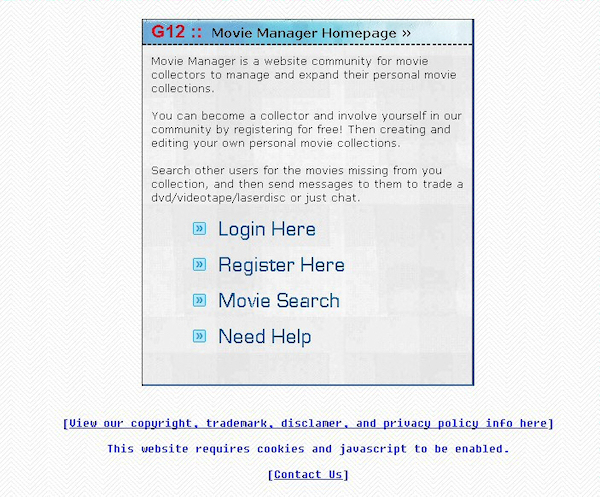 G12 :: Movie Manager Homepage »
Movie Manager is a website community for movie
collectors to manage and expand their personal movie
collections.
You can become a collector and involve yourself in our
community by registering for free! Then creating and
editing your own personal movie collections.
Search other users for the movies missing from you
collection, and then send messages to them to trade a
dvd/videotape/laserdisc or just chat.
» Login Here
» Register Here
» Movie Search
» Need Help
[View our copyright, trademark, disclamer, and privacy policy info here]
This website requires cookies and javascript to be enabled.
[Contact Us]